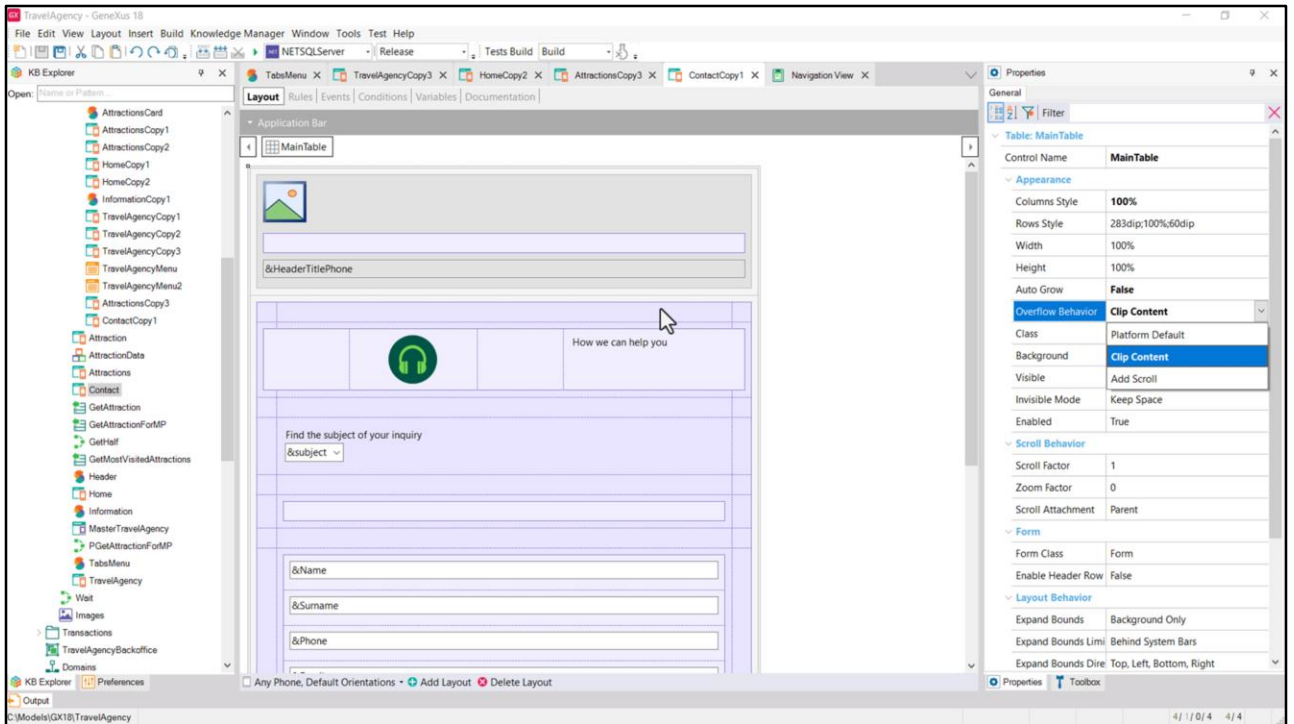 GX TravelAgency - GeneXus 18
File Edit View Layout Insert Build Knowledge Manager Window Tools Test Help
NETSQLServer Release Tests Build Build
KB Explorer
TabsMenu TravelAgencyCopy3 HomeCopy2 AttractionsCopy3 ContactCopy1 Navigation View
Properties
Open: Name or Pattern...
Layout Rules Events Conditions Variables Documentation
General
Filter
Application Bar
MainTable
AttractionsCard
AttractionsCopy1
AttractionsCopy2
HomeCopy1
HomeCopy2
InformationCopy1
TravelAgencyCopy1
TravelAgencyCopy2
TravelAgencyCopy3
TravelAgencyMenu
TravelAgencyMenu2
AttractionsCopy3
ContactCopy1
Attraction
AttractionData
Attractions
Contact
GetAttraction
GetAttractionForMP
GetHalf
GetMostVisitedAttractions
Header
Home
Information
MasterTravelAgency
PGetAttractionForMP
TabsMenu
TravelAgency
Wait
Images
Transactions
TravelAgencyBackoffice
Domains
KB Explorer Preferences
&HeaderTitlePhone
How we can help you
Find the subject of your inquiry
&subject
&Name
&Surname
&Phone
Any Phone, Default Orientations Add Layout Delete Layout
Table: MainTable
Control Name MainTable
Appearance
Columns Style 100%
Rows Style 283dip;100%;60dip
Width 100%
Height 100%
Auto Grow False
Overflow Behavior Clip Content
Class Platform Default
Background Clip Content
Visible Add Scroll
Invisible Mode Keep Space
Enabled True
Scroll Behavior
Scroll Factor 1
Zoom Factor 0
Scroll Attachment Parent
Form
Form Class Form
Enable Header Row False
Layout Behavior
Expand Bounds Background Only
Expand Bounds Limi Behind System Bars
Expand Bounds Dire Top, Left, Bottom, Right
Properties Toolbox
Output
C:\Models\GX18\TravelAgency
4/ 1/ 0/ 4 4/ 4